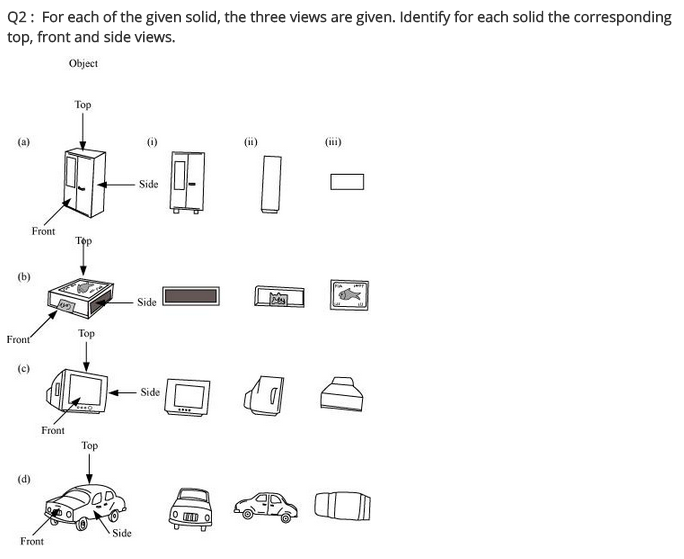 Q2 : For each of the given solid, the three views are given. Identify for each solid the corresponding
top, front and side views.
Object
Top
(a) (i) (ii) (iii)
Side
Front
Top
(b)
Side
Front
Top
(c)
Side
Front
Top
(d)
Side
Front